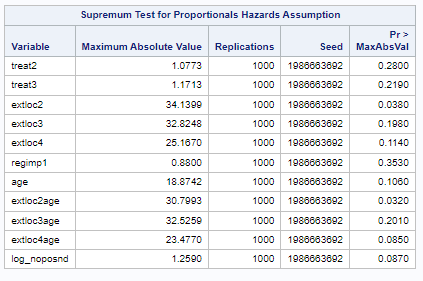 Supremum Test for Proportionals Hazards Assumption
Variable Maximum Absolute Value Replications Seed Pr > MaxAbsVal
treat2 1.0773 1000 1986663692 0.2800
treat3 1.1713 1000 1986663692 0.2190
extloc2 34.1399 1000 1986663692 0.0380
extloc3 32.8248 1000 1986663692 0.1980
extloc4 25.1670 1000 1986663692 0.1140
regimp1 0.8800 1000 1986663692 0.3530
age 18.8742 1000 1986663692 0.1060
extloc2age 30.7993 1000 1986663692 0.0320
extloc3age 32.5259 1000 1986663692 0.2010
extloc4age 23.4770 1000 1986663692 0.0850
log_noposnd 1.2590 1000 1986663692 0.0870